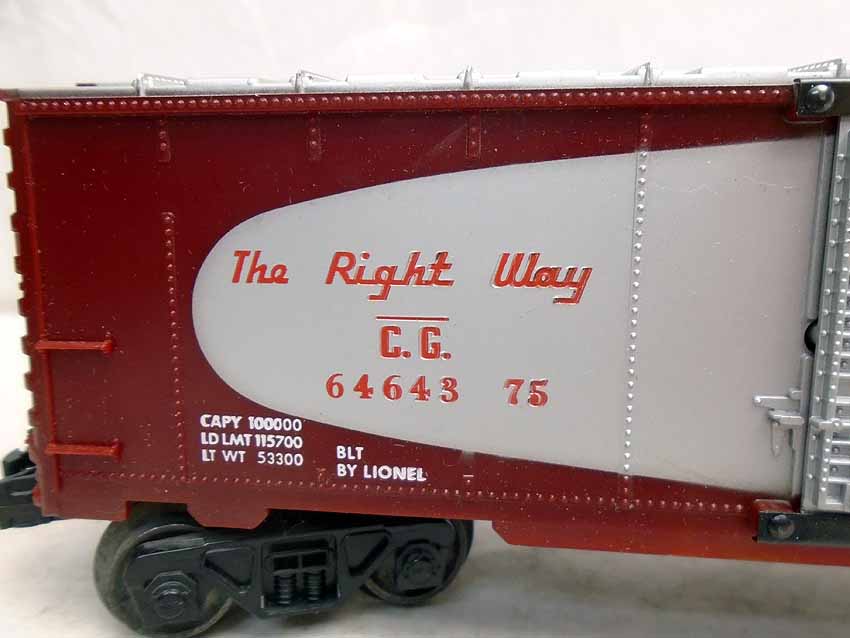 The Right Way
C. G.
64643 75
CAPY 100000
LD LMT 115700
LT WT 53300
BLT
BY LIONEL